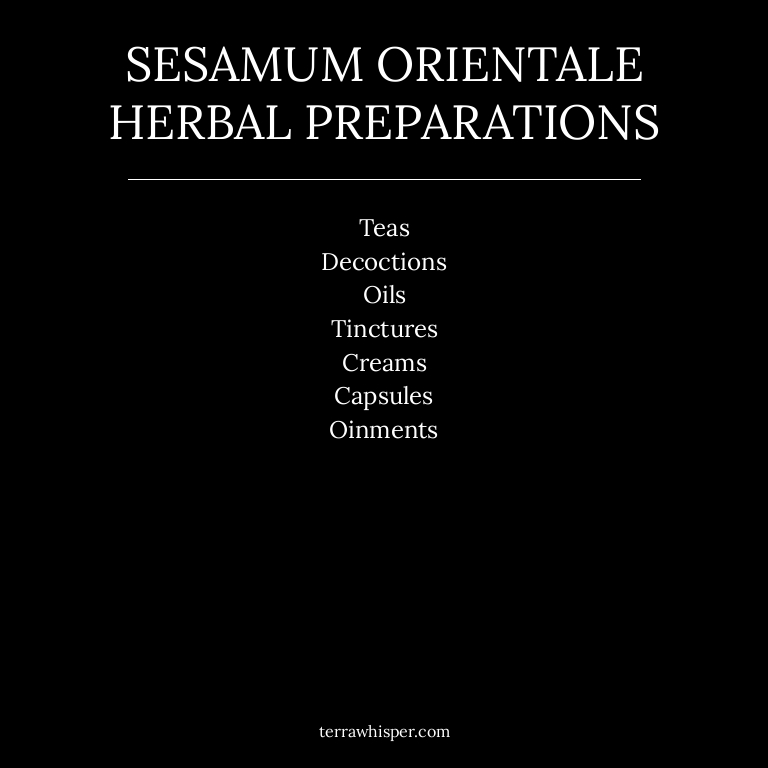 SESAMUM ORIENTALE
HERBAL PREPARATIONS
Teas
Decoctions
Oils
Tinctures
Creams
Capsules
Oinments
terrawhisper.com